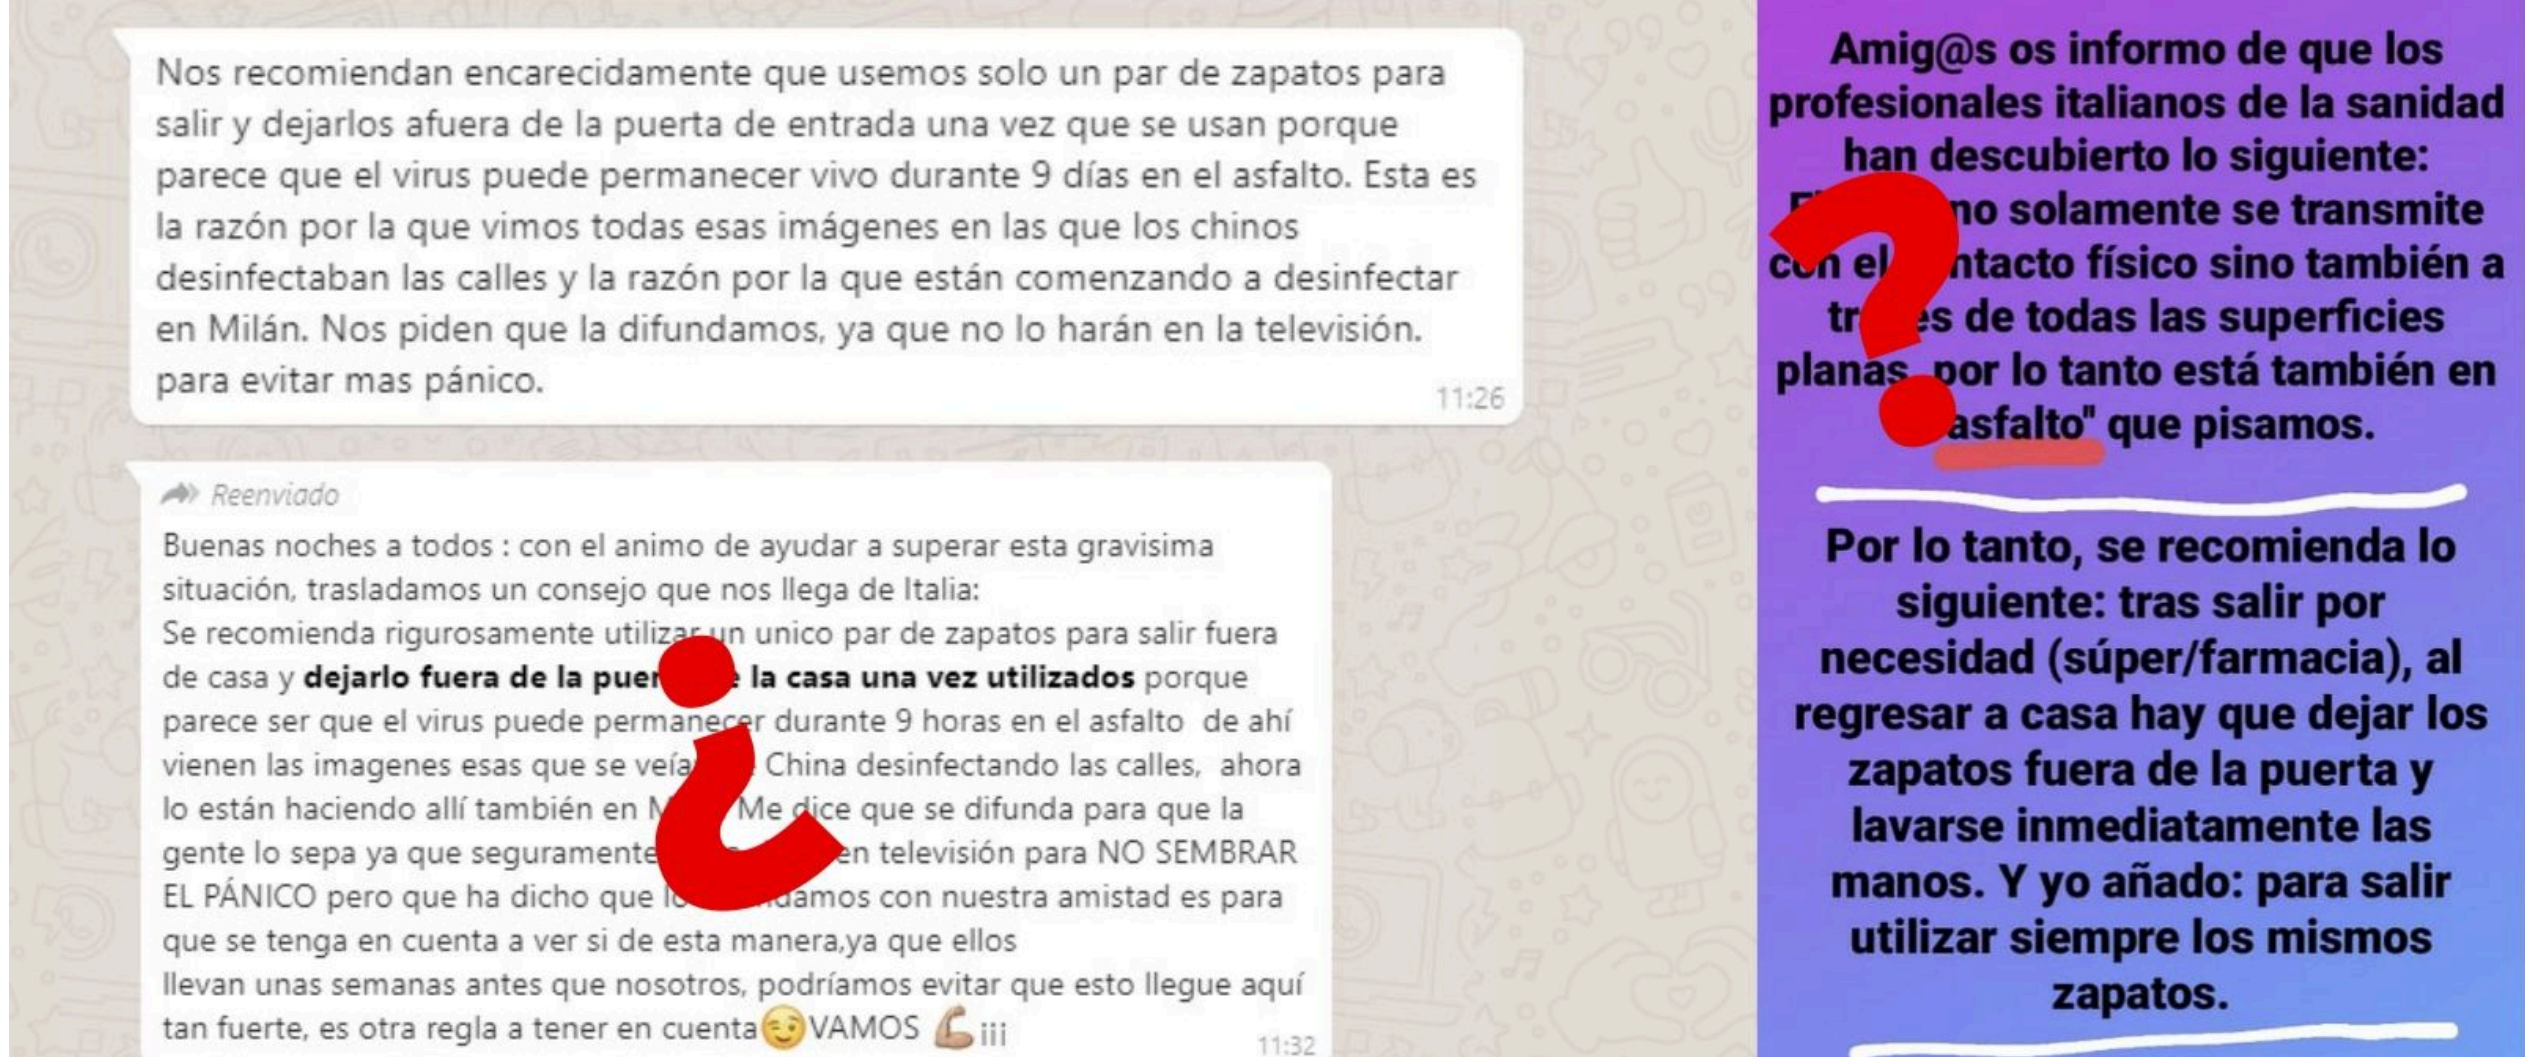 Nos recomiendan encarecidamente que usemos solo un par de zapatos para
salir y dejarlos afuera de la puerta de entrada una vez que se usan porque
parece que el virus puede permanecer vivo durante 9 días en el asfalto. Esta es
la razón por la que vimos todas esas imágenes en las que los chinos
desinfectaban las calles y la razón por la que están comenzando a desinfectar
en Milán. Nos piden que la difundamos, ya que no lo harán en la televisión.
para evitar mas pánico.
11:26
Reenviado
Buenas noches a todos : con el animo de ayudar a superar esta gravisima
situación, trasladamos un consejo que nos llega de Italia:
Se recomienda rigurosamente utilizar un unico par de zapatos para salir fuera
de casa y dejarlo fuera de la la casa una vez utilizados porque
parece ser que el virus puede permanecer durante 9 horas en el asfalto de ahí
vienen las imagenes esas que se China desinfectando las calles, ahora
lo están haciendo allí también en Me dice que se difunda para que la
gente lo sepa ya que seguramente en televisión para NO SEMBRAR
EL PÁNICO pero que ha dicho que con nuestra amistad es para
que se tenga en cuenta a ver si de esta manera,ya que ellos
llevan unas semanas antes que nosotros, podríamos evitar que esto llegue aquí
tan fuerte, es otra regla a tener en cuenta😉VAMOS 💪¡¡¡
11:32
¿
Amig@s os informo de que los
profesionales italianos de la sanidad
han descubierto lo siguiente:
no solamente se transmite
con el contacto físico sino también a
través de todas las superficies
planas, por lo tanto está también en
asfalto" que pisamos.
?
Por lo tanto, se recomienda lo
siguiente: tras salir por
necesidad (súper/farmacia), al
regresar a casa hay que dejar los
zapatos fuera de la puerta y
lavarse inmediatamente las
manos. Y yo añado: para salir
utilizar siempre los mismos
zapatos.